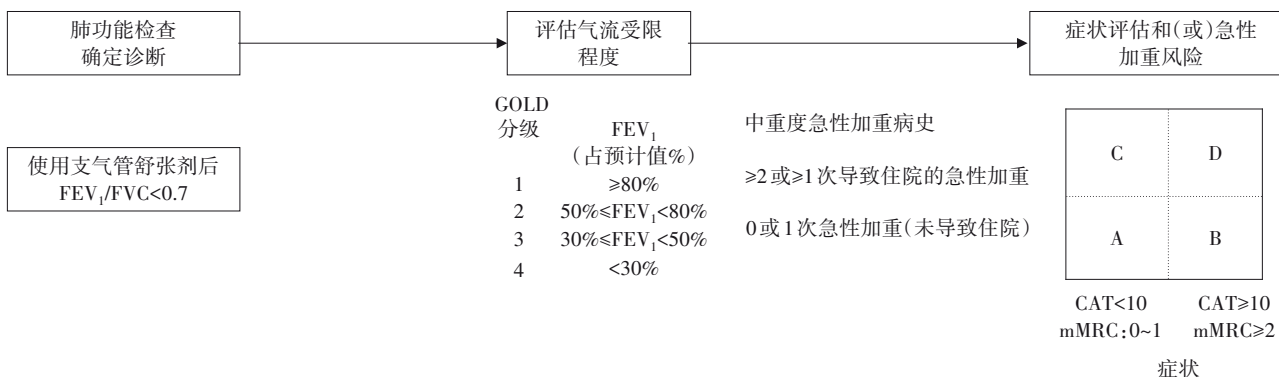 肺功能检查
确定诊断
评估气流受限
程度
症状评估和(或)急性
加重风险
使用支气管舒张剂后
FEV₁/FVC<0.7
GOLD
分级
FEV₁
(占预计值%)
1 ≥80%
2 50%≤FEV₁<80%
3 30%≤FEV₁<50%
4 <30%
中重度急性加重病史
≥2或≥1次导致住院的急性加重
0或1次急性加重(未导致住院)
C D
A B
CAT<10 CAT≥10
mMRC:0~1 mMRC≥2
症状